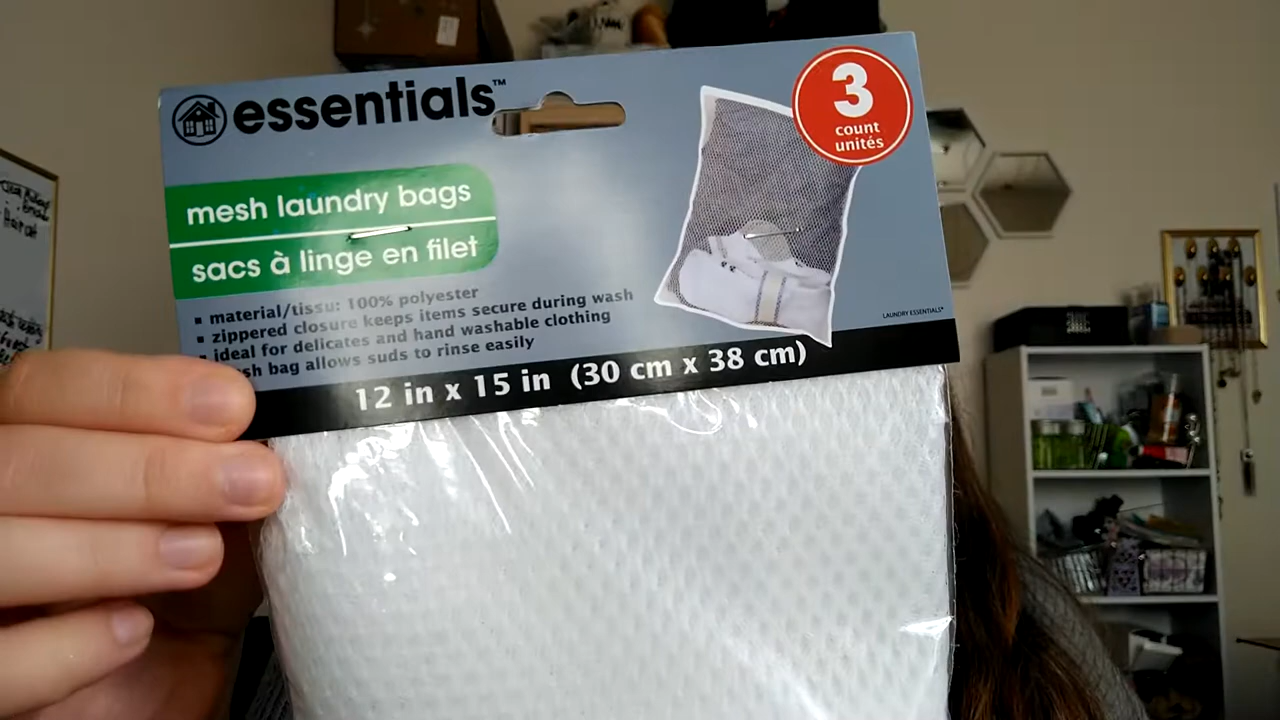 essentials™
3
count
unités
mesh laundry bags
sacs à linge en filet
▪ material/tissu: 100% polyester
▪ zippered closure keeps items secure during wash
▪ ideal for delicates and hand washable clothing
bag allows suds to rinse easily
LAUNDRY ESSENTIALS®
12 in x 15 in (30 cm x 38 cm)